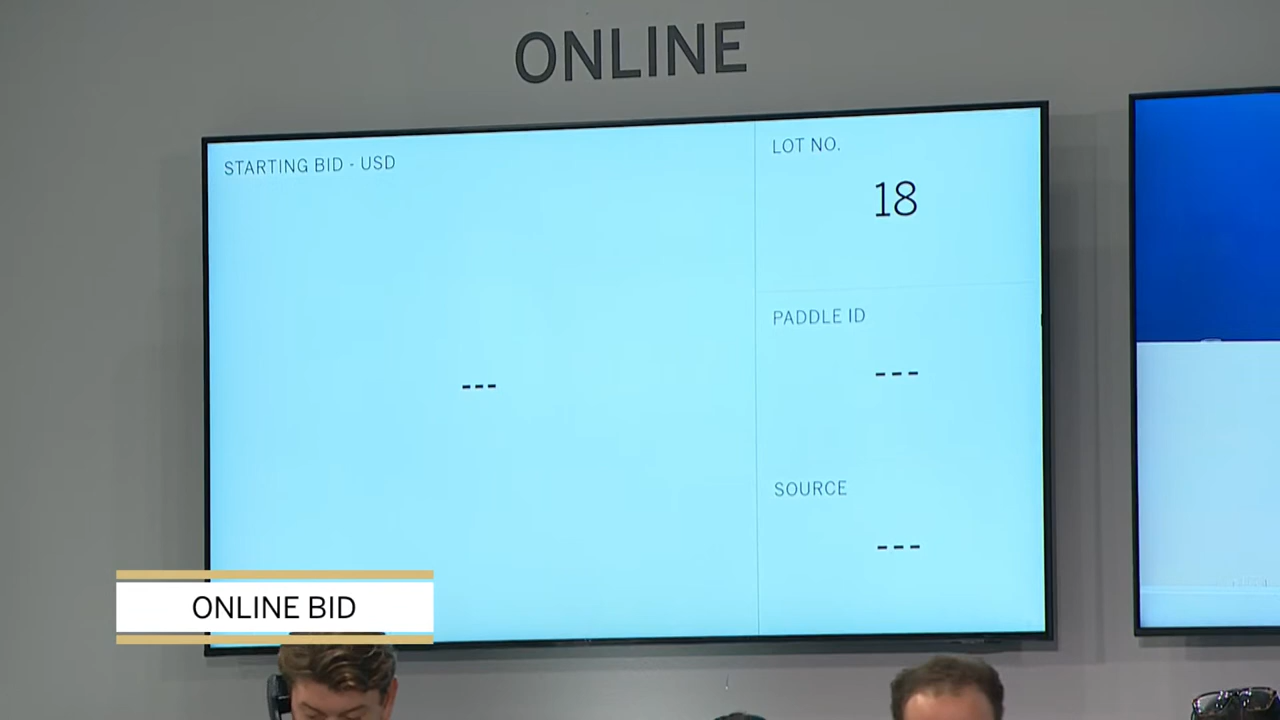 ONLINE
STARTING BID - USD
---
LOT NO.
18
PADDLE ID
---
SOURCE
---
ONLINE BID